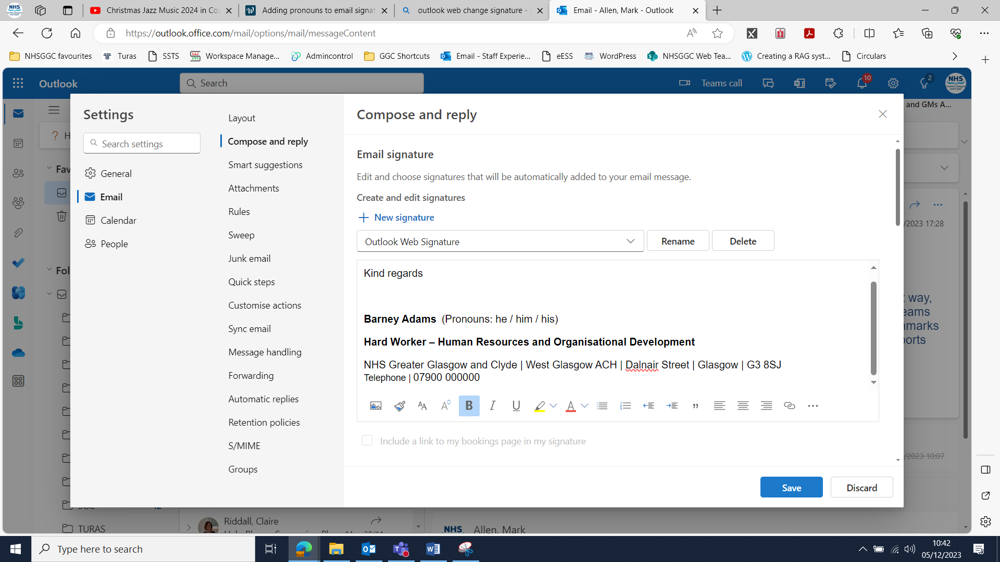 Christmas Jazz Music 2024 in Coz
Adding pronouns to email signat
outlook web change signature - S
Email - Allen, Mark - Outlook
https://outlook.office.com/mail/options/mail/messageContent
NHSGGC favourites
Turas
SSTS
Workspace Manage...
Admincontrol
GGC Shortcuts
Email - Staff Experie...
eESS
WordPress
NHSGGC Web Tea...
Creating a RAG syst...
Circulars
Outlook
Search
Teams call
10
2
NHS
and GMs A...
Settings
Search settings
General
Email
Calendar
People
Fav
Fol
Layout
Compose and reply
Smart suggestions
Attachments
Rules
Sweep
Junk email
Quick steps
Customise actions
Sync email
Message handling
Forwarding
Automatic replies
Retention policies
S/MIME
Groups
Compose and reply
Email signature
Edit and choose signatures that will be automatically added to your email message.
Create and edit signatures
New signature
Outlook Web Signature
Rename
Delete
Kind regards
Barney Adams (Pronouns: he / him / his)
Hard Worker – Human Resources and Organisational Development
NHS Greater Glasgow and Clyde | West Glasgow ACH | Dalnair Street | Glasgow | G3 8SJ
Telephone | 07900 000000
Include a link to my bookings page in my signature
Save
Discard
/2023 17:28
way,
/2023 10:07
TURAS
Riddall, Claire
NHS
Allen, Mark
Type here to search
10:42
05/12/2023